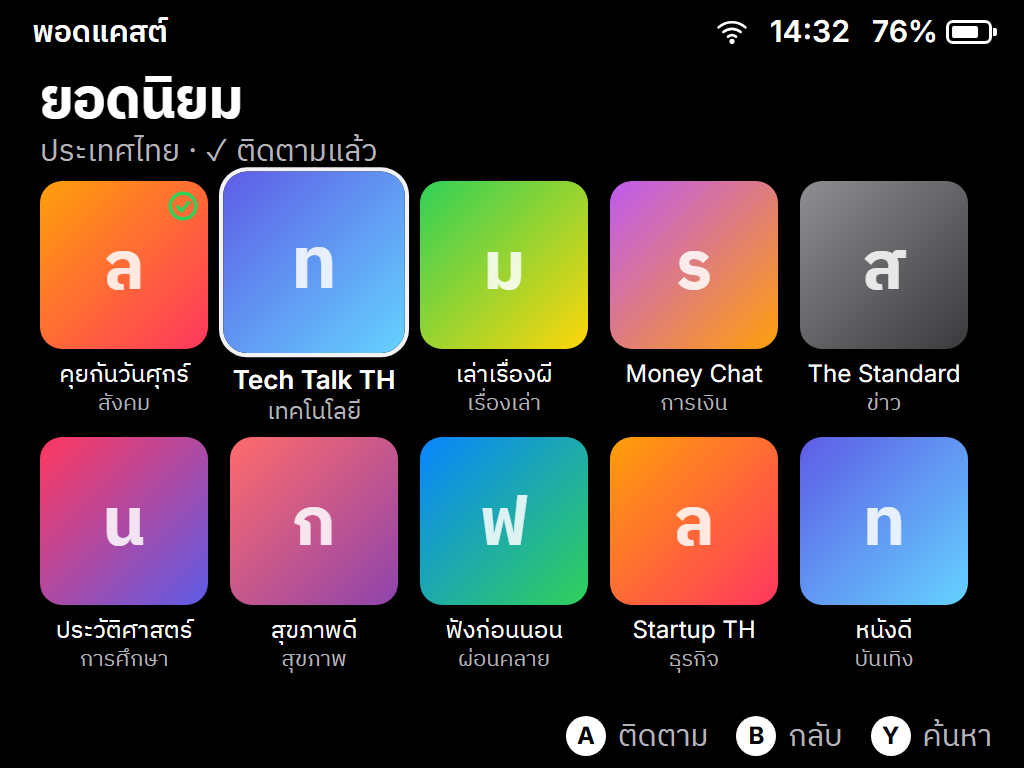 พอดแคสต์ 14:32 76%
ยอดนิยม
ประเทศไทย · ✓ ติดตามแล้ว
ล ท ม ร ส
คุยกันวันศุกร์ Tech Talk TH เล่าเรื่องผี Money Chat The Standard
สังคม เทคโนโลยี เรื่องเล่า การเงิน ข่าว
น ก ฟ ล ท
ประวัติศาสตร์ สุขภาพดี ฟังก่อนนอน Startup TH หนังดี
การศึกษา สุขภาพ ผ่อนคลาย ธุรกิจ บันเทิง
A ติดตาม B กลับ Y ค้นหา